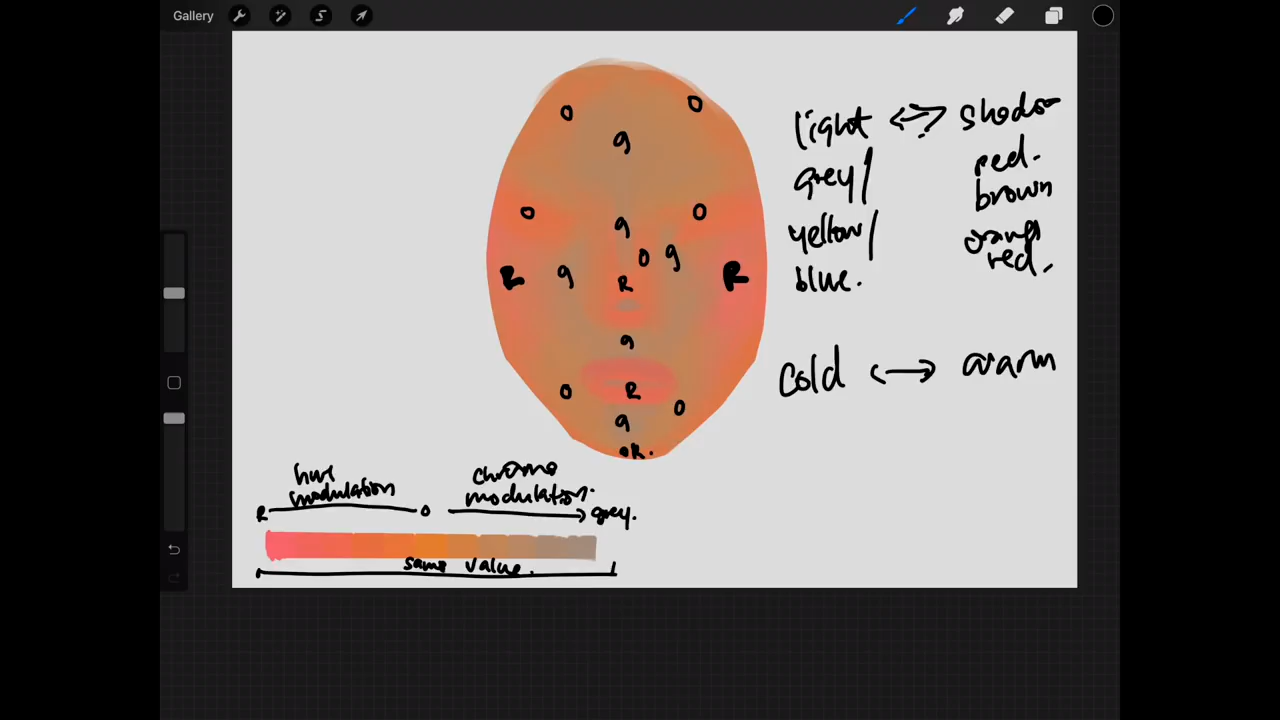 Gallery
o
o
g
o
g
o
g
o
g
R
R
R
g
o
R
o
g
oR.
light <-> shadow
grey/
red.
brown
yellow/
orange
red.
blue.
cold <-> warm
hue
modulation
chroma
modulation.
R
o
grey.
same value.